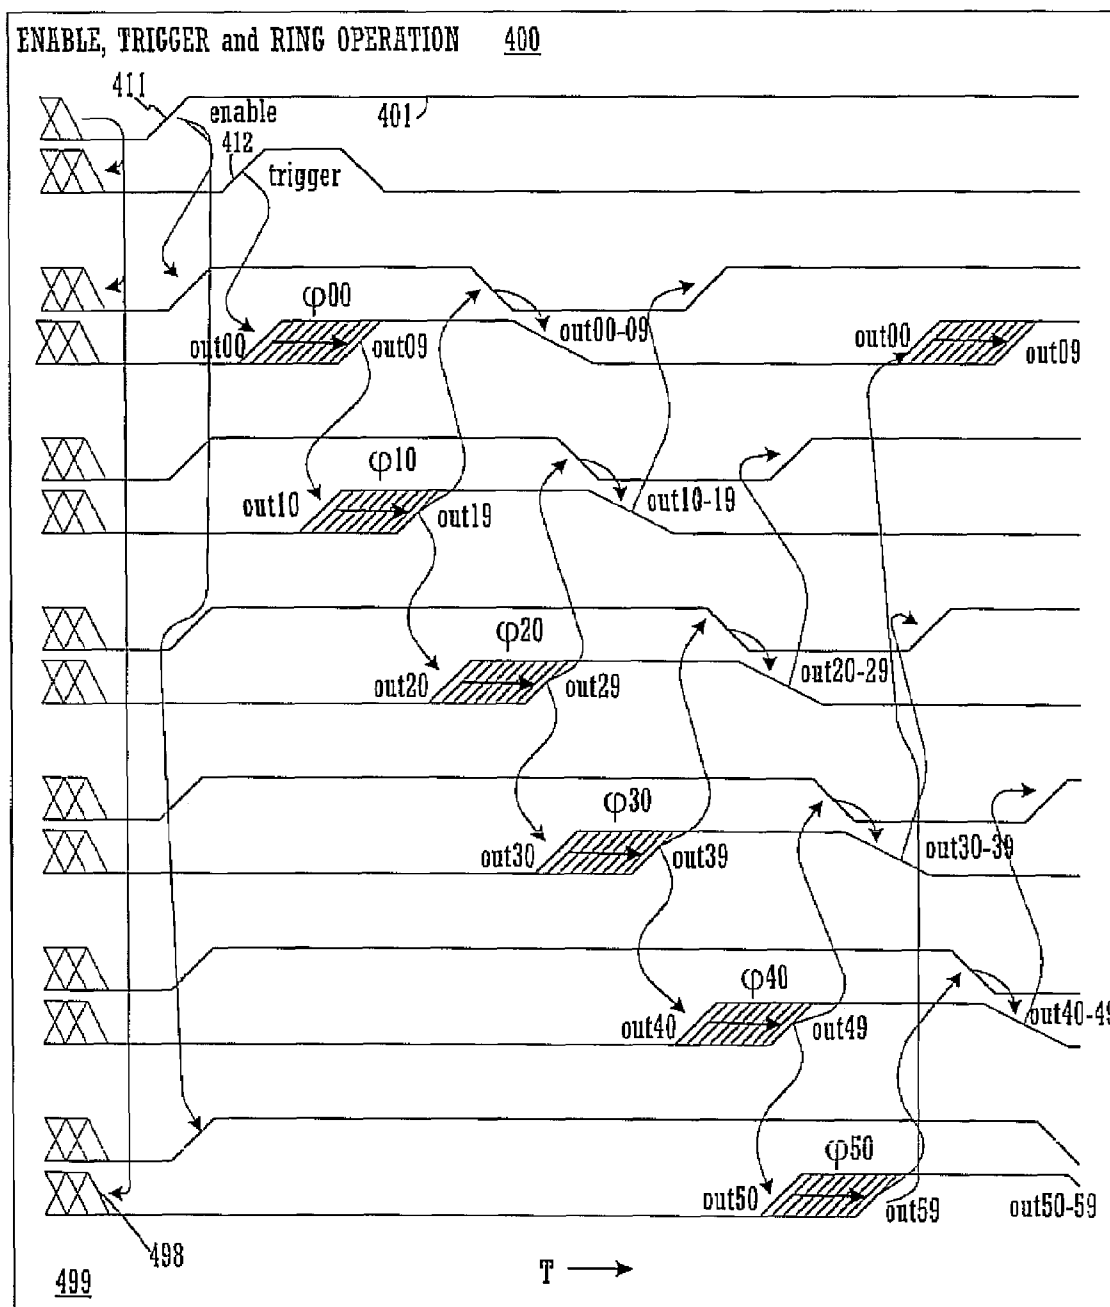 ENABLE, TRIGGER and RING OPERATION 400
411
enable
401
412
trigger
φ00
out00
out09
out00-09
out00
out09
φ10
out10
out19
out10-19
φ20
out20
out29
out20-29
φ30
out30
out39
out30-39
φ40
out40
out49
out40-49
φ50
out50
out59
out50-59
498
499
T